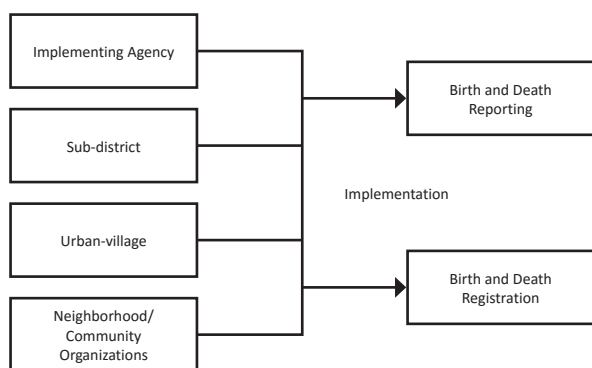 Implementing Agency
Sub-district
Urban-village
Neighborhood/
Community
Organizations
Birth and Death
Reporting
Implementation
Birth and Death
Registration